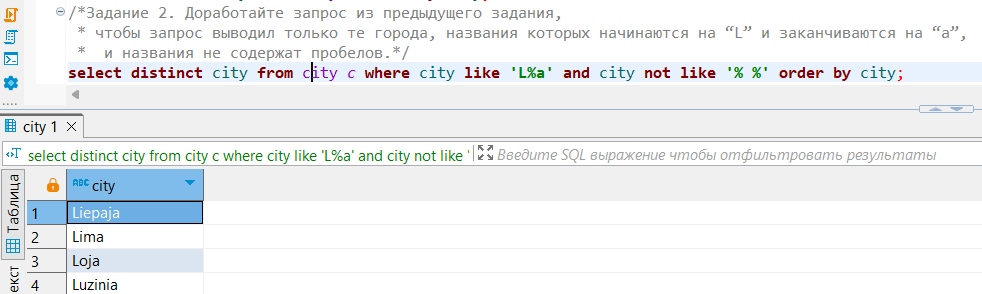 /*Задание 2. Доработайте запрос из предыдущего задания,
* чтобы запрос выводил только те города, названия которых начинаются на “L” и заканчиваются на “a”,
* и названия не содержат пробелов.*/
select distinct city from city c where city like 'L%a' and city not like '% %' order by city;
city 1
select distinct city from city c where city like 'L%a' and city not like '
Введите SQL выражение чтобы отфильтровать результаты
Таблица
ABC city
1 Liepaja
2 Lima
3 Loja
4 Luzinia